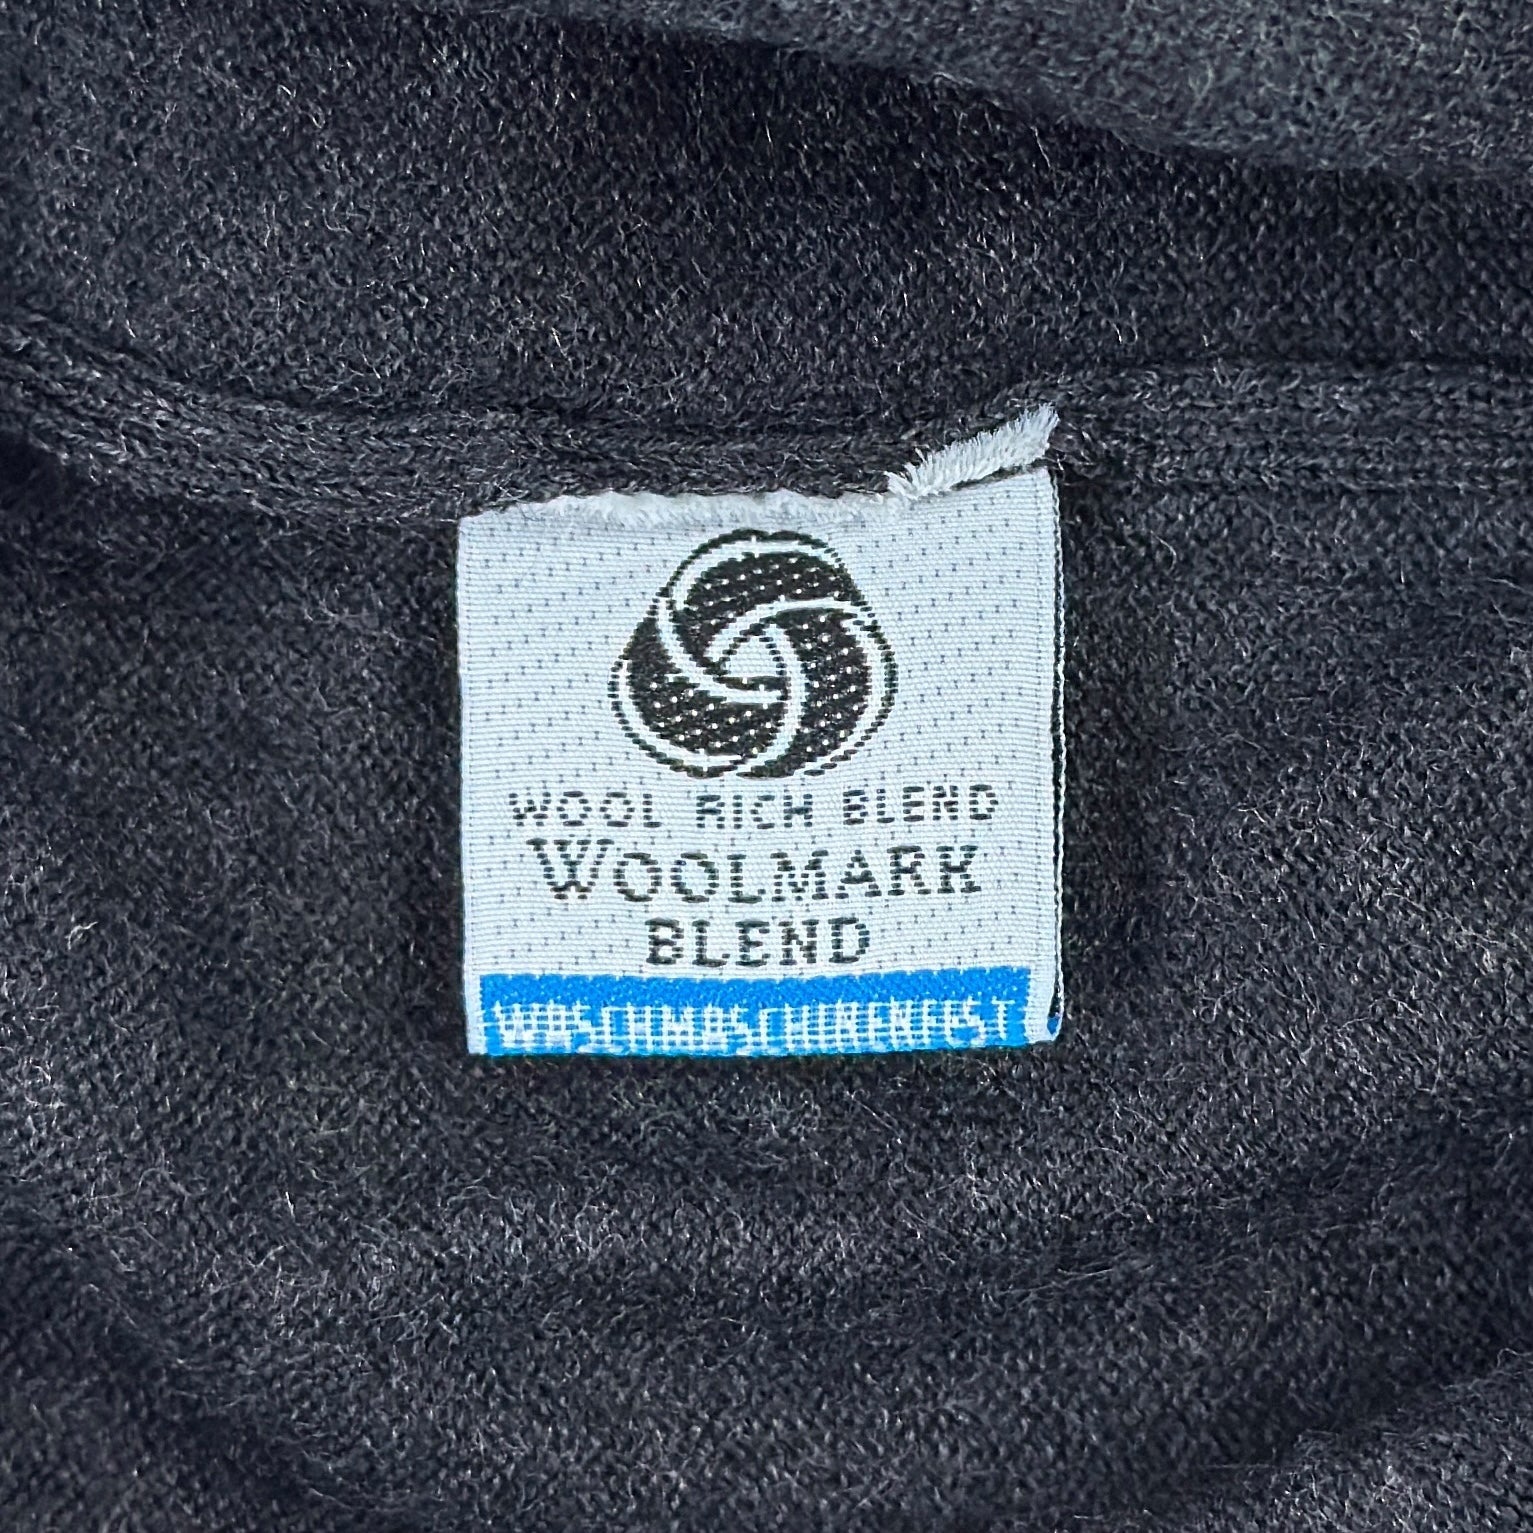 WOOL RICH BLEND
WOOLMARK
BLEND
WASCHMASCHINENFEST